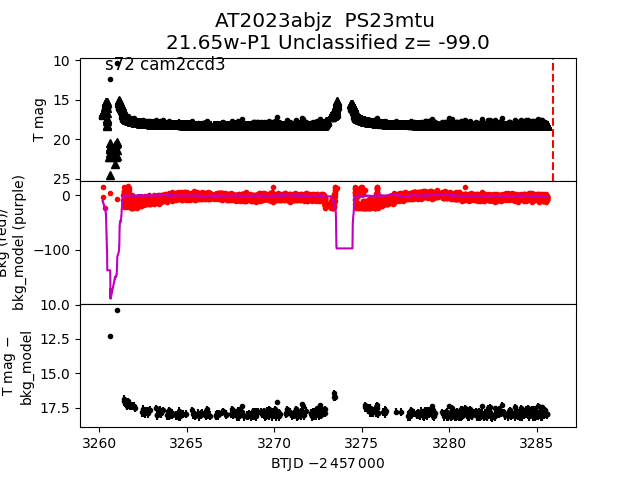 AT2023abjz  PS23mtu
21.65w-P1 Unclassified z= -99.0
s72 cam2ccd3
10
15
20
25
T mag
0
−100
Bkg (red)/
bkg_model (purple)
10.0
12.5
15.0
17.5
T mag −
bkg_model
3260
3265
3270
3275
3280
3285
BTJD −2 457 000